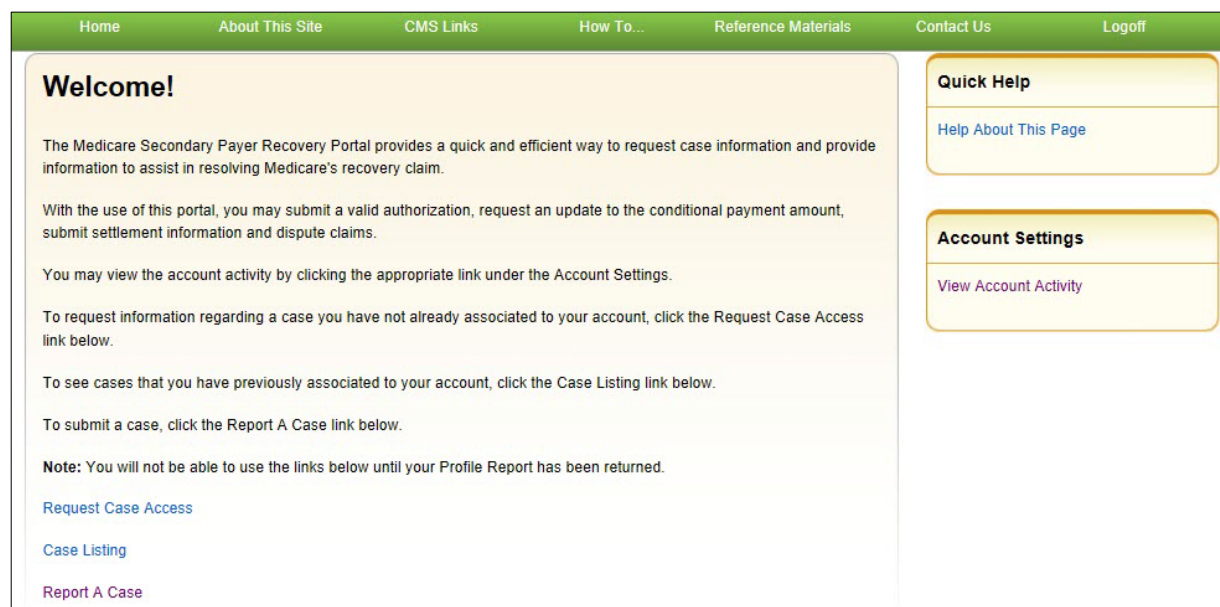 Home About This Site CMS Links How To... Reference Materials Contact Us Logoff
Welcome!
The Medicare Secondary Payer Recovery Portal provides a quick and efficient way to request case information and provide
information to assist in resolving Medicare's recovery claim.
With the use of this portal, you may submit a valid authorization, request an update to the conditional payment amount,
submit settlement information and dispute claims.
You may view the account activity by clicking the appropriate link under the Account Settings.
To request information regarding a case you have not already associated to your account, click the Request Case Access
link below.
To see cases that you have previously associated to your account, click the Case Listing link below.
To submit a case, click the Report A Case link below.
Note: You will not be able to use the links below until your Profile Report has been returned.
Request Case Access
Case Listing
Report A Case
Quick Help
Help About This Page
Account Settings
View Account Activity